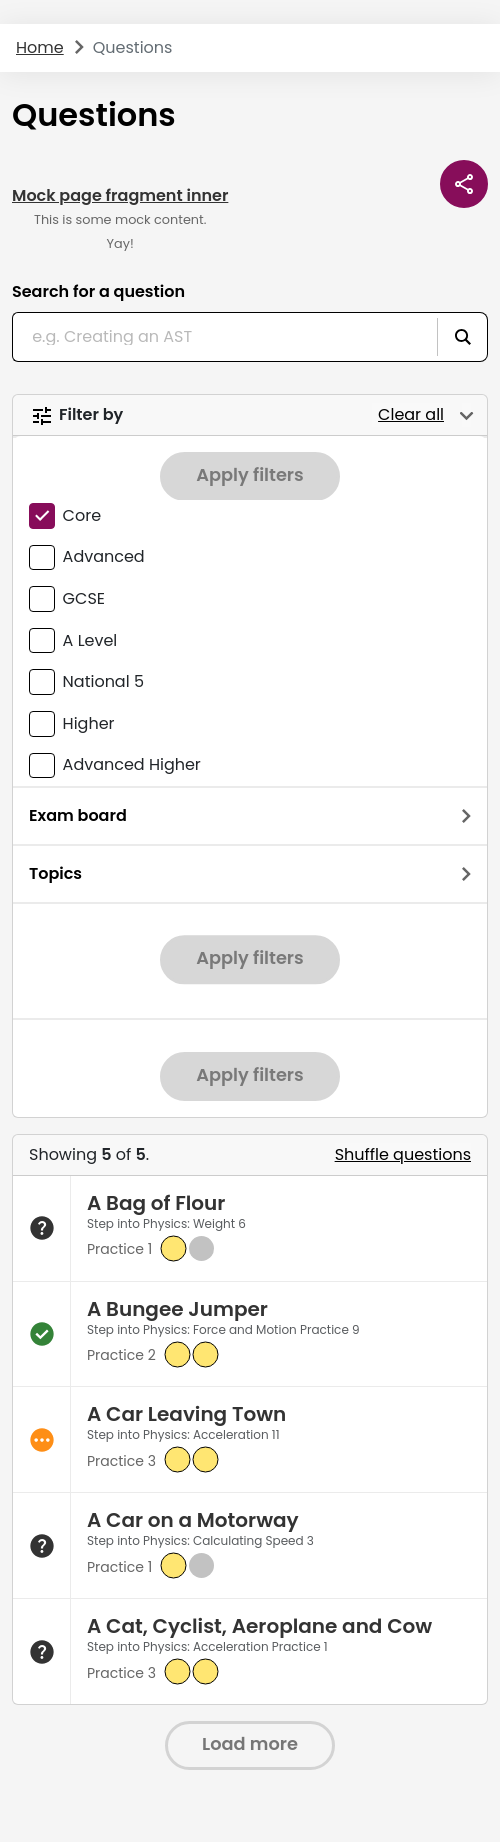 Home Questions
Questions
Mock page fragment inner
This is some mock content.
Yay!
Search for a question
e.g. Creating an AST
Filter by Clear all
Apply filters
Core
Advanced
GCSE
A Level
National 5
Higher
Advanced Higher
Exam board
Topics
Apply filters
Apply filters
Showing 5 of 5. Shuffle questions
A Bag of Flour
Step into Physics: Weight 6
Practice 1
A Bungee Jumper
Step into Physics: Force and Motion Practice 9
Practice 2
A Car Leaving Town
Step into Physics: Acceleration 11
Practice 3
A Car on a Motorway
Step into Physics: Calculating Speed 3
Practice 1
A Cat, Cyclist, Aeroplane and Cow
Step into Physics: Acceleration Practice 1
Practice 3
Load more